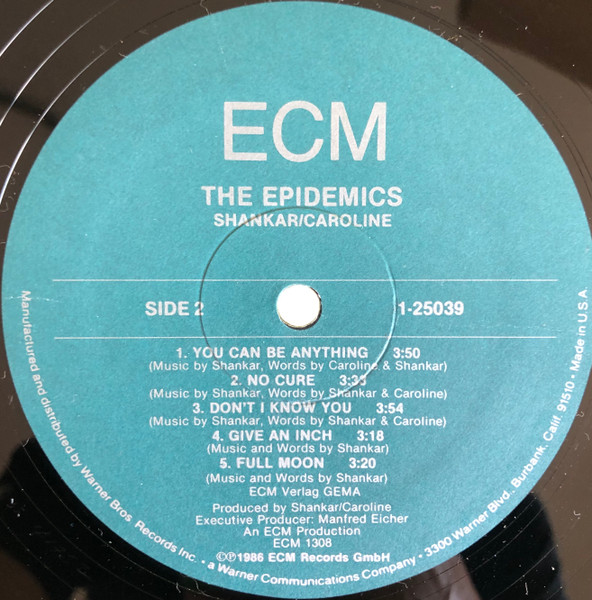 ECM
THE EPIDEMICS
SHANKAR/CAROLINE
SIDE 2
1-25039
1. YOU CAN BE ANYTHING 3:50
(Music by Shankar, Words by Caroline & Shankar)
2. NO CURE 3:33
(Music by Shankar, Words by Shankar & Caroline)
3. DON'T I KNOW YOU 3:54
(Music by Shankar, Words by Shankar & Caroline)
4. GIVE AN INCH 3:18
(Music and Words by Shankar)
5. FULL MOON 3:20
(Music and Words by Shankar)
ECM Verlag GEMA
Produced by Shankar/Caroline
Executive Producer: Manfred Eicher
An ECM Production
ECM 1308
©℗1986 ECM Records GmbH
Manufactured and distributed by Warner Bros. Records Inc. • a Warner Communications Company • 3300 Warner Blvd., Burbank, Calif. 91510 • Made in U.S.A.